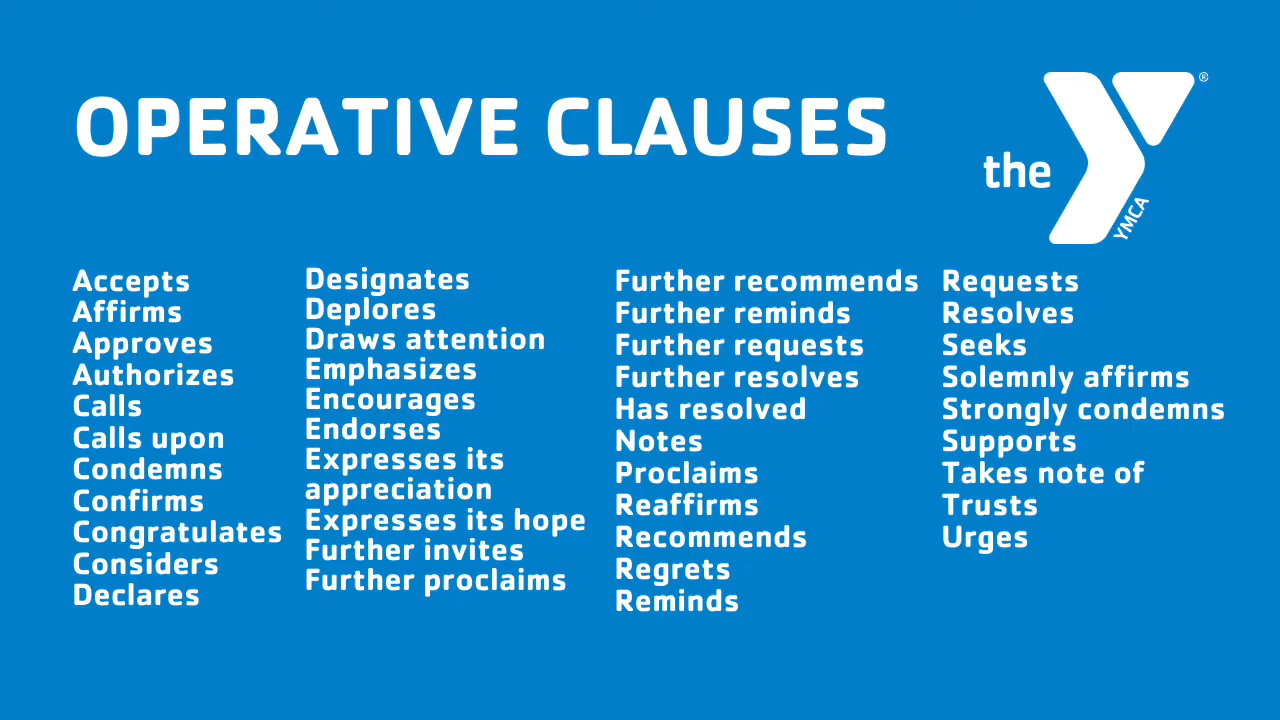 OPERATIVE CLAUSES
the
YMCA
®
Accepts
Affirms
Approves
Authorizes
Calls
Calls upon
Condemns
Confirms
Congratulates
Considers
Declares
Designates
Deplores
Draws attention
Emphasizes
Encourages
Endorses
Expresses its
appreciation
Expresses its hope
Further invites
Further proclaims
Further recommends
Further reminds
Further requests
Further resolves
Has resolved
Notes
Proclaims
Reaffirms
Recommends
Regrets
Reminds
Requests
Resolves
Seeks
Solemnly affirms
Strongly condemns
Supports
Takes note of
Trusts
Urges